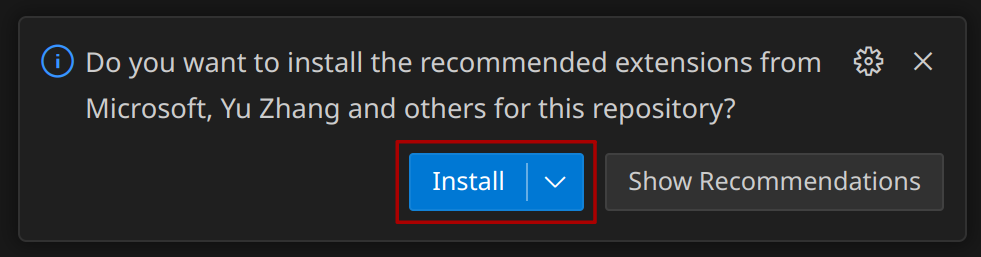 Do you want to install the recommended extensions from
Microsoft, Yu Zhang and others for this repository?
Install
Show Recommendations